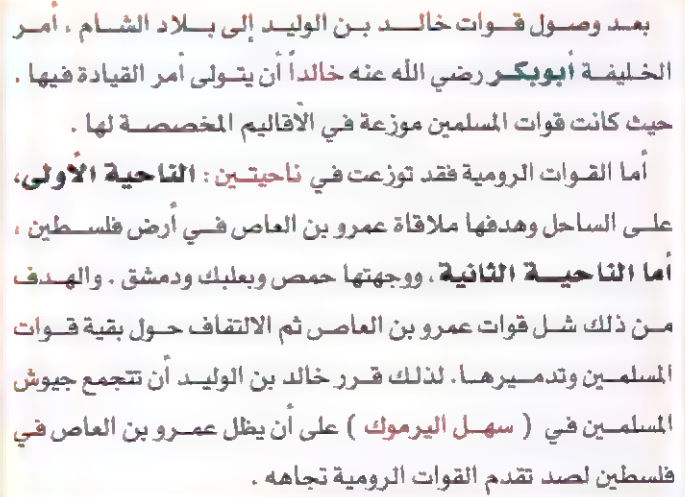 بعد وصول قوات خالد بن الوليد إلى بلاد الشام ، أمر
الخليفة أبوبكر رضي الله عنه خالداً أن يتولى أمر القيادة فيها .
حيث كانت قوات المسلمين موزعة في الأقاليم المخصصة لها .
أما القوات الرومية فقد توزعت في ناحيتين : الناحية الأولى،
على الساحل وهدفها ملاقاة عمرو بن العاص في أرض فلسطين ،
أما الناحية الثانية ، ووجهتها حمص وبعلبك ودمشق . والهدف
من ذلك شل قوات عمرو بن العاص ثم الالتفاف حول بقية قوات
المسلمين وتدميرها. لذلك قرر خالد بن الوليد أن تتجمع جيوش
المسلمين في ( سهل اليرموك ) على أن يظل عمرو بن العاص في
فلسطين لصد تقدم القوات الرومية تجاهه .